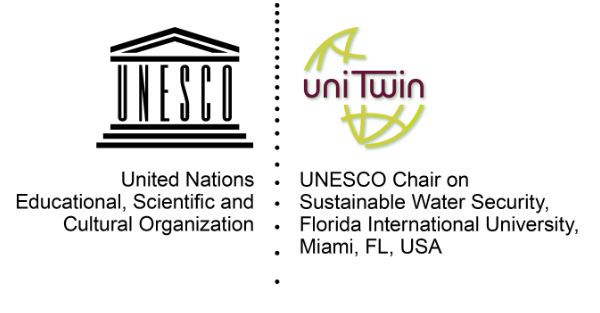 UNESCO
United Nations
Educational, Scientific and
Cultural Organization
uniTwin
UNESCO Chair on
Sustainable Water Security,
Florida International University,
Miami, FL, USA